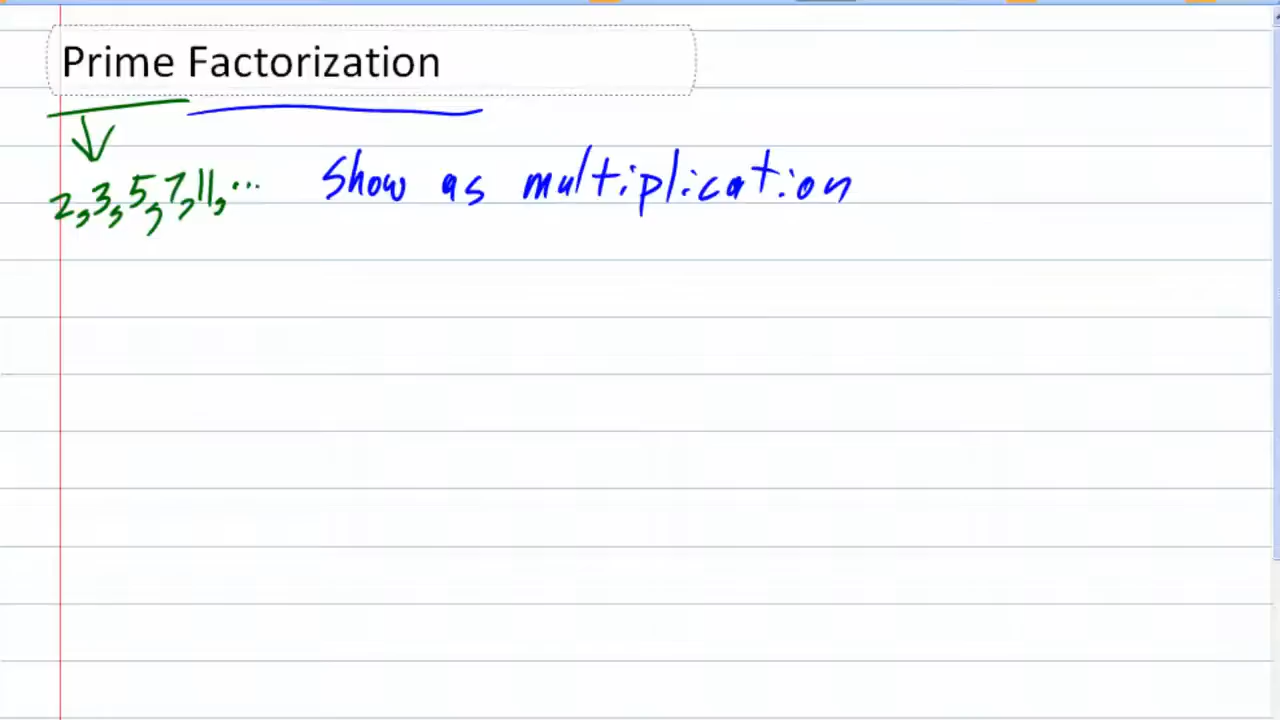 Prime Factorization
2, 3, 5, 7, 11, ... Show as multiplication